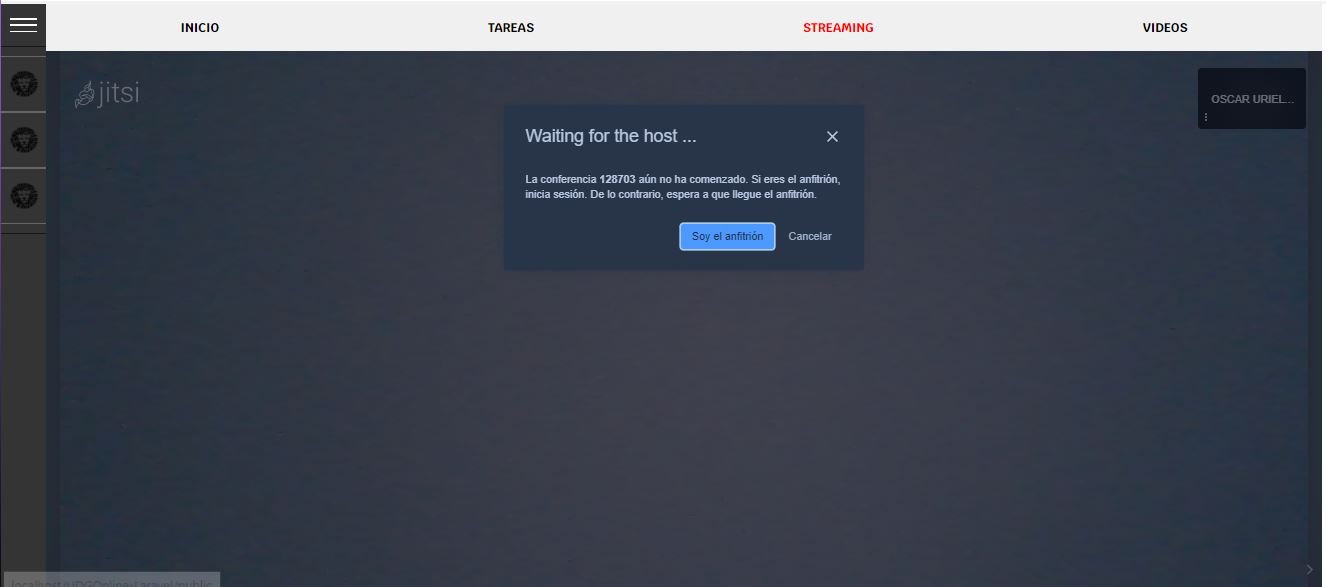 INICIO TAREAS STREAMING VIDEOS
jitsi
OSCAR URIEL...
Waiting for the host ...
La conferencia 128703 aún no ha comenzado. Si eres el anfitrión,
inicia sesión. De lo contrario, espera a que llegue el anfitrión.
Soy el anfitrión Cancelar
localhost/UDGOnline-Laravel/public